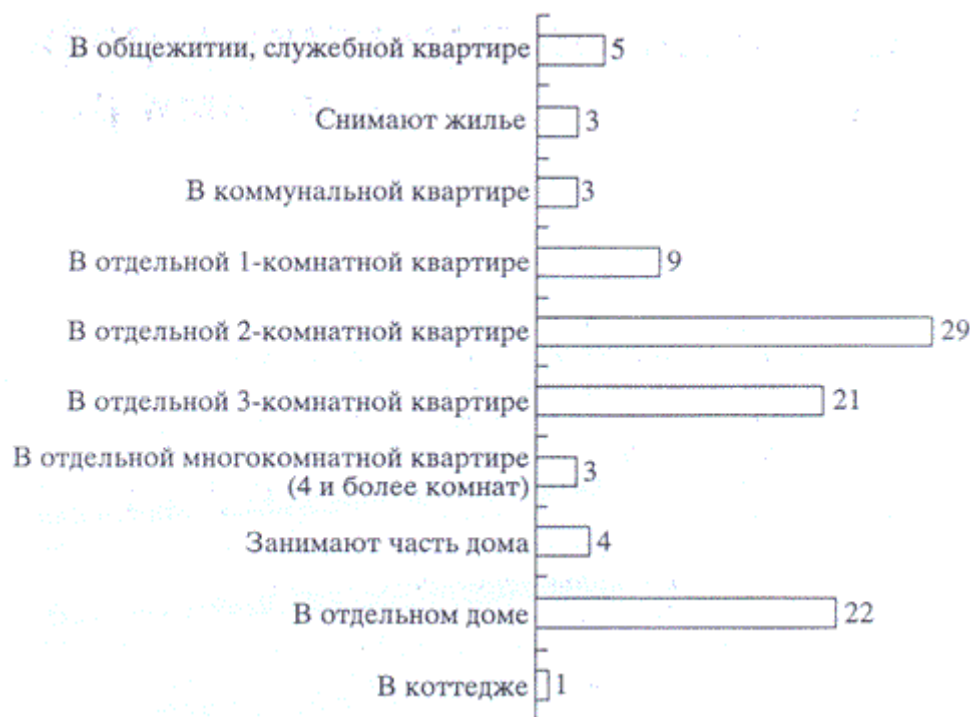 В общежитии, служебной квартире 5
Снимают жилье 3
В коммунальной квартире 3
В отдельной 1-комнатной квартире 9
В отдельной 2-комнатной квартире 29
В отдельной 3-комнатной квартире 21
В отдельной многокомнатной квартире
(4 и более комнат) 3
Занимают часть дома 4
В отдельном доме 22
В коттедже 1